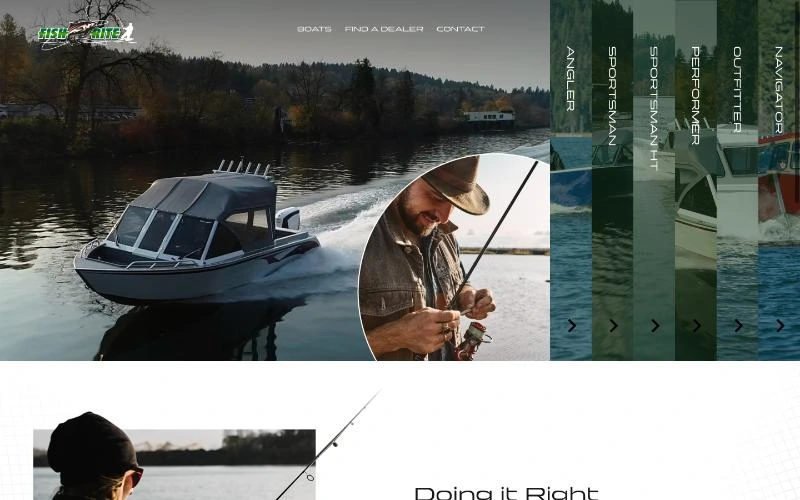 FISH RITE
BOATS FIND A DEALER CONTACT
ANGLER
SPORTSMAN
SPORTSMAN HT
PERFORMER
OUTFITTER
NAVIGATOR
Doing it Right